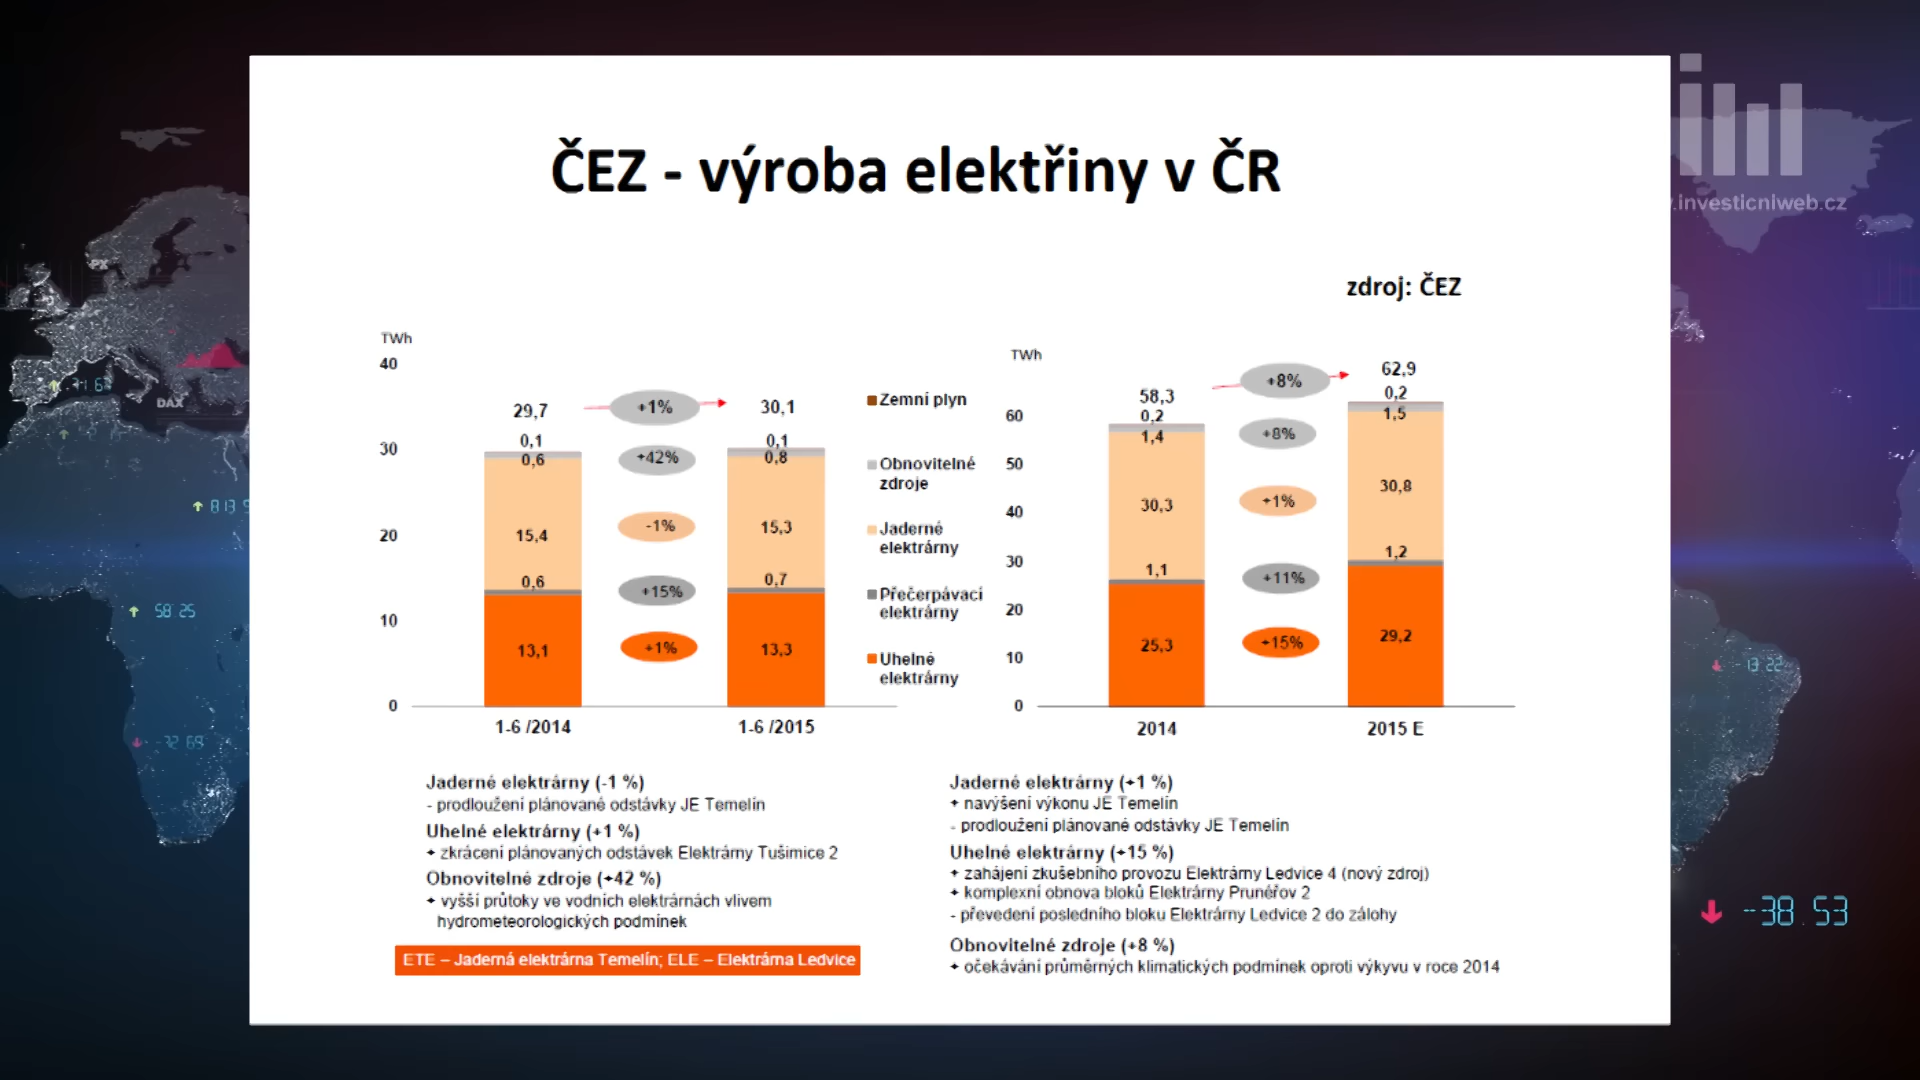 ČEZ - výroba elektřiny v ČR
zdroj: ČEZ
TWh
40
30
20
10
0
29,7
0,1
0,6
15,4
0,6
13,1
+1%
+42%
-1%
+15%
+1%
30,1
0,1
0,8
15,3
0,7
13,3
1-6 /2014
1-6 /2015
Zemní plyn
Obnovitelné
zdroje
Jaderné
elektrárny
Přečerpávací
elektrárny
Uhelné
elektrárny
TWh
60
50
40
30
20
10
0
58,3
0,2
1,4
30,3
1,1
25,3
+8%
+8%
+1%
+11%
+15%
62,9
0,2
1,5
30,8
1,2
29,2
2014
2015 E
Jaderné elektrárny (-1 %)
- prodloužení plánované odstávky JE Temelín
Uhelné elektrárny (+1 %)
+ zkrácení plánovaných odstávek Elektrárny Tušimice 2
Obnovitelné zdroje (+42 %)
+ vyšší průtoky ve vodních elektrárnách vlivem
hydrometeorologických podmínek
ETE – Jaderná elektrárna Temelín; ELE – Elektrárna Ledvice
Jaderné elektrárny (+1 %)
+ navýšení výkonu JE Temelín
- prodloužení plánované odstávky JE Temelín
Uhelné elektrárny (+15 %)
+ zahájení zkušebního provozu Elektrárny Ledvice 4 (nový zdroj)
+ komplexní obnova bloků Elektrárny Prunéřov 2
- převedení posledního bloku Elektrárny Ledvice 2 do zálohy
Obnovitelné zdroje (+8 %)
+ očekávání průměrných klimatických podmínek oproti výkyvu v roce 2014
.investicniweb.cz
PX
DAX
58 25
-32 69
-13 22
-38.53